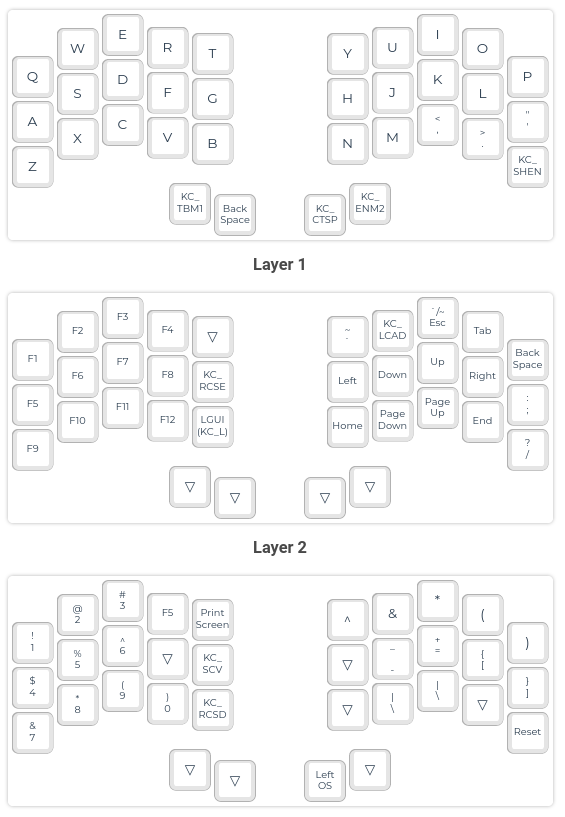 Q W E R T Y U I O P
A S D F G H J K L " '
Z X C V B N M < , > . KC_ SHEN
KC_ TBM1 Back Space KC_ CTSP KC_ ENM2
Layer 1
F1 F2 F3 F4 ▽ ~ ` KC_ LCAD `/~ Esc Tab Back Space
F5 F6 F7 F8 KC_ RCSE Left Down Up Right : ;
F9 F10 F11 F12 LGUI (KC_L) Home Page Down Page Up End ? /
▽ ▽ ▽ ▽
Layer 2
! 1 @ 2 # 3 F5 Print Screen ^ & * ( )
$ 4 % 5 ^ 6 ▽ KC_ SCV ▽ _ - + = { [ } ]
& 7 * 8 ( 9 ) 0 KC_ RCSD ▽ | \ | \ ▽ Reset
▽ ▽ Left OS ▽